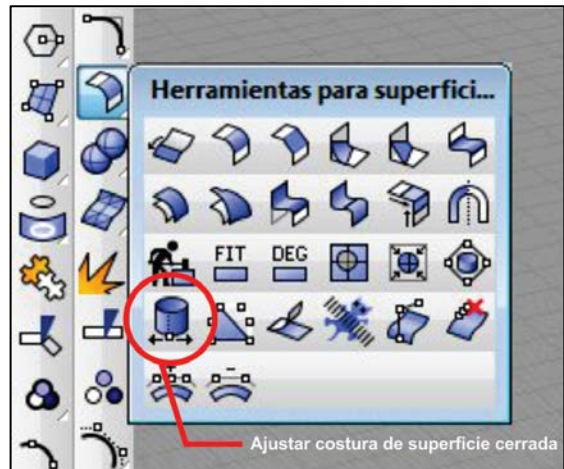 Herramientas para superfici...
FIT DEG
Ajustar costura de superficie cerrada